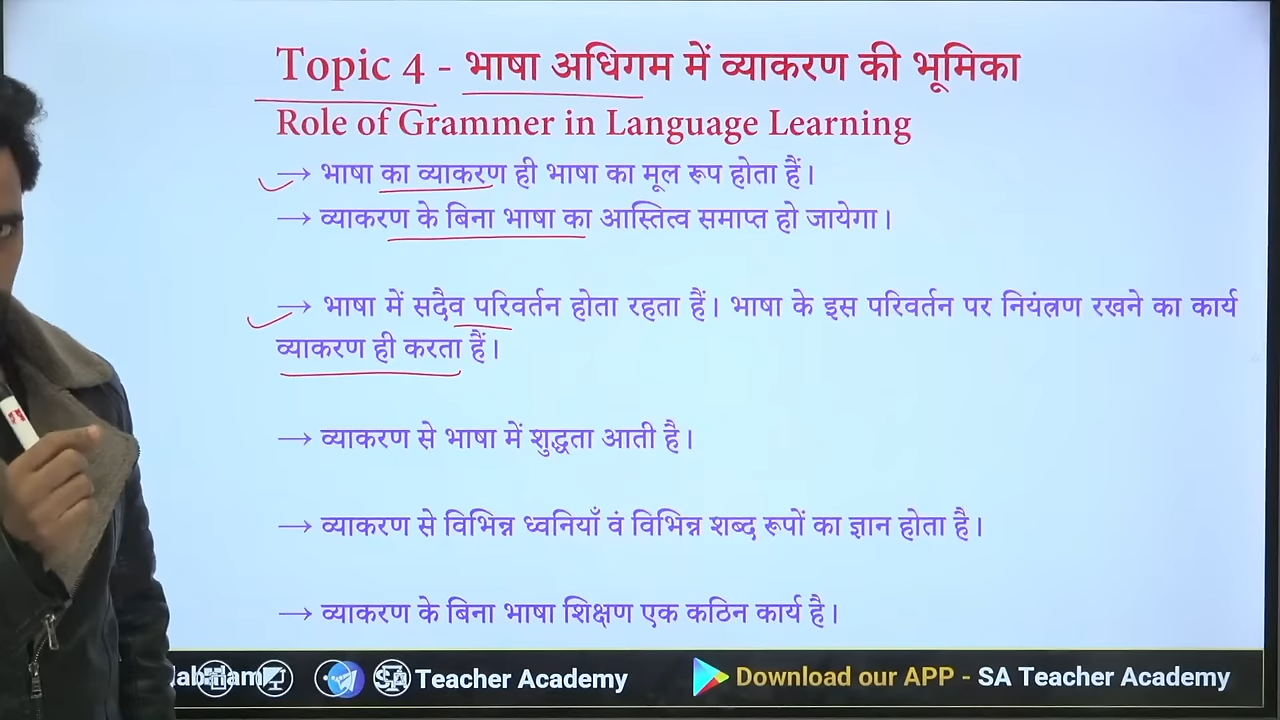 Topic 4 - भाषा अधिगम में व्याकरण की भूमिका
Role of Grammer in Language Learning
→ भाषा का व्याकरण ही भाषा का मूल रूप होता हैं।
→ व्याकरण के बिना भाषा का आस्तित्व समाप्त हो जायेगा।
→ भाषा में सदैव परिवर्तन होता रहता हैं। भाषा के इस परिवर्तन पर नियंत्रण रखने का कार्य
व्याकरण ही करता हैं।
→ व्याकरण से भाषा में शुद्धता आती है।
→ व्याकरण से विभिन्न ध्वनियाँ वं विभिन्न शब्द रूपों का ज्ञान होता है।
→ व्याकरण के बिना भाषा शिक्षण एक कठिन कार्य है।
Teacher Academy
Download our APP - SA Teacher Academy